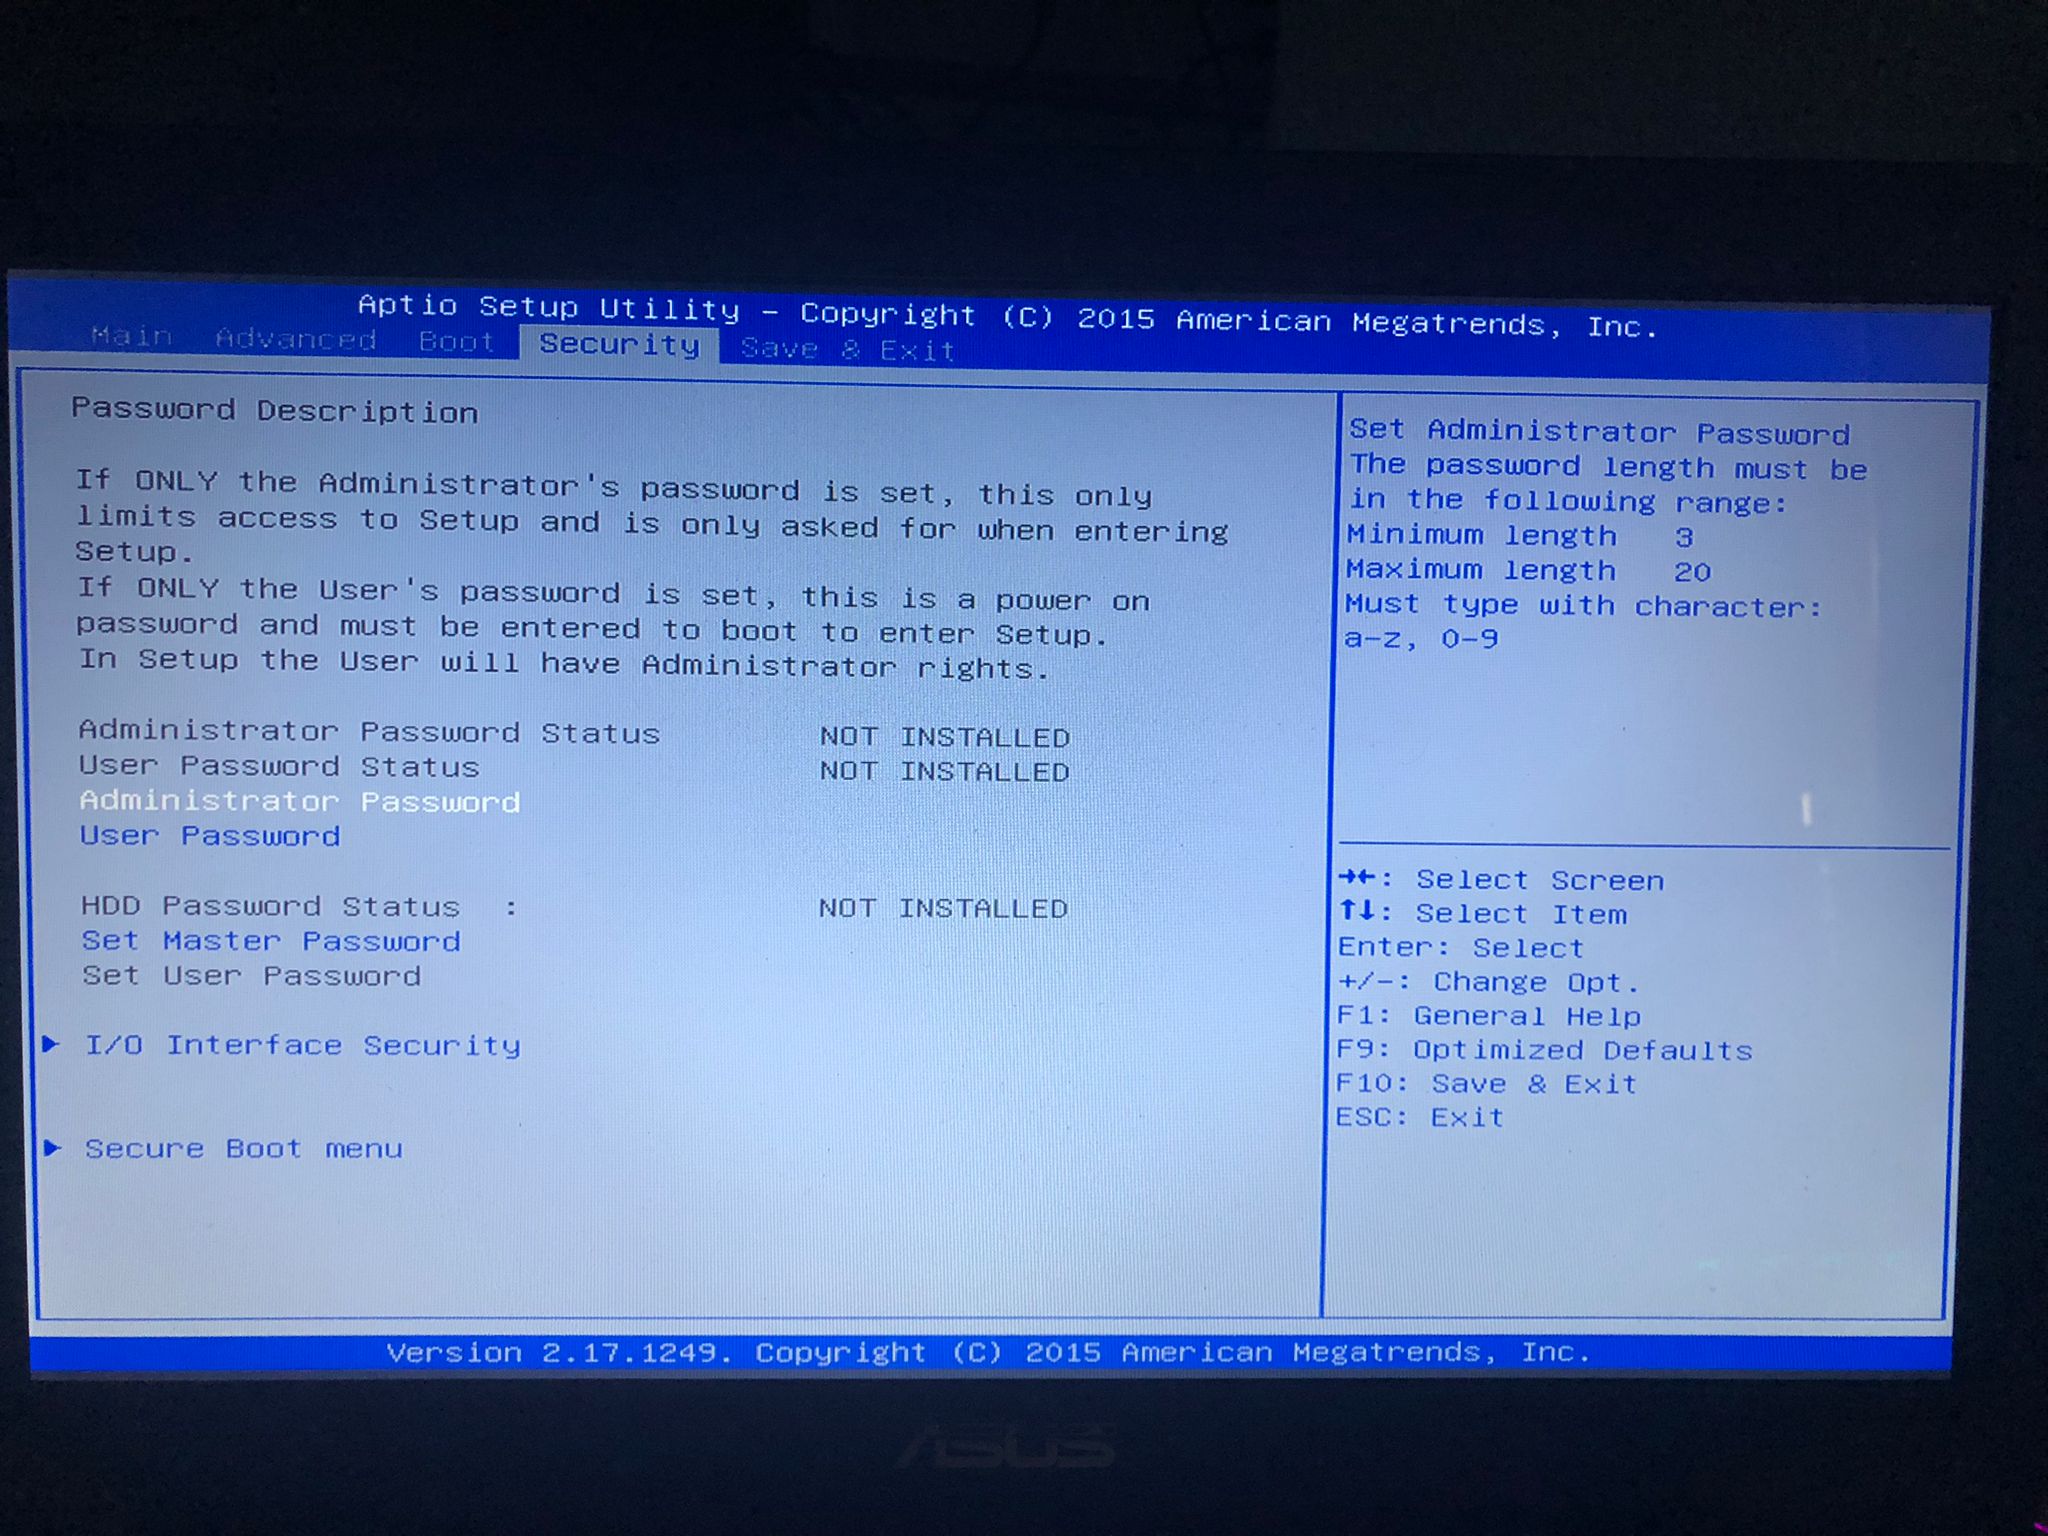 Aptio Setup Utility - Copyright (C) 2015 American Megatrends, Inc.
Main Advanced Boot Security Save & Exit
Password Description
If ONLY the Administrator's password is set, this only
limits access to Setup and is only asked for when entering
Setup.
If ONLY the User's password is set, this is a power on
password and must be entered to boot to enter Setup.
In Setup the User will have Administrator rights.
Administrator Password Status NOT INSTALLED
User Password Status NOT INSTALLED
Administrator Password
User Password
HDD Password Status : NOT INSTALLED
Set Master Password
Set User Password
I/O Interface Security
Secure Boot menu
Set Administrator Password
The password length must be
in the following range:
Minimum length 3
Maximum length 20
Must type with character:
a-z, 0-9
→←: Select Screen
↑↓: Select Item
Enter: Select
+/-: Change Opt.
F1: General Help
F9: Optimized Defaults
F10: Save & Exit
ESC: Exit
Version 2.17.1249. Copyright (C) 2015 American Megatrends, Inc.
ASUS